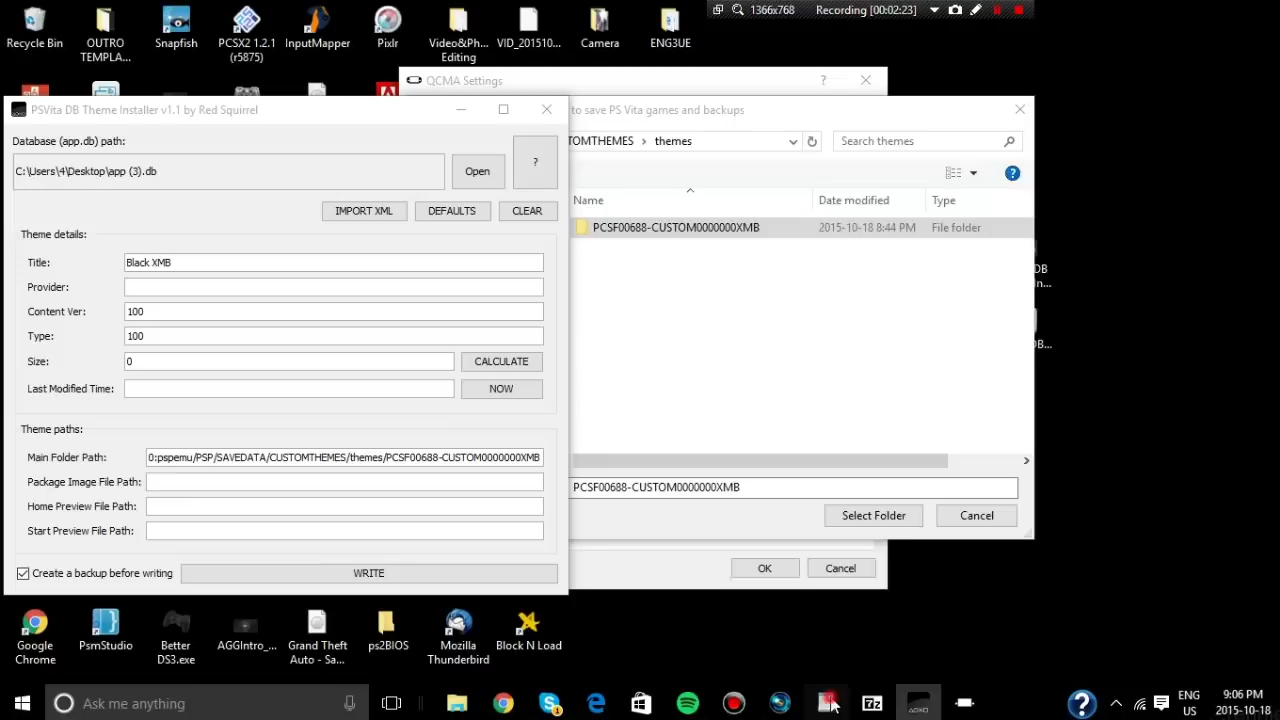 1366x768
Recording [00:02:23]
Recycle Bin
OUTRO TEMPLA...
Snapfish
PCSX2 1.2.1 (r5875)
InputMapper
Pixlr
Video&Ph... Editing
VID_201510...
Camera
ENG3UE
QCMA Settings
?
PSVita DB Theme Installer v1.1 by Red Squirrel
to save PS Vita games and backups
Database (app.db) path:
C:\Users\4\Desktop\app (3).db
Open
?
IMPORT XML
DEFAULTS
CLEAR
Theme details:
Title:
Black XMB
Provider:
Content Ver:
100
Type:
100
Size:
0
CALCULATE
Last Modified Time:
NOW
Theme paths:
Main Folder Path:
0:pspemu/PSP/SAVEDATA/CUSTOMTHEMES/themes/PCSF00688-CUSTOM0000000XMB
Package Image File Path:
Home Preview File Path:
Start Preview File Path:
Create a backup before writing
WRITE
TOMTHEMES > themes
Search themes
?
Name
Date modified
Type
PCSF00688-CUSTOM0000000XMB
2015-10-18 8:44 PM
File folder
PCSF00688-CUSTOM0000000XMB
Select Folder
Cancel
OK
Cancel
DB
in...
DB...
Google Chrome
PsmStudio
Better DS3.exe
AGGIntro_...
Grand Theft Auto - Sa...
ps2BIOS
Mozilla Thunderbird
Block N Load
Ask me anything
7z
?
ENG
US
9:06 PM
2015-10-18